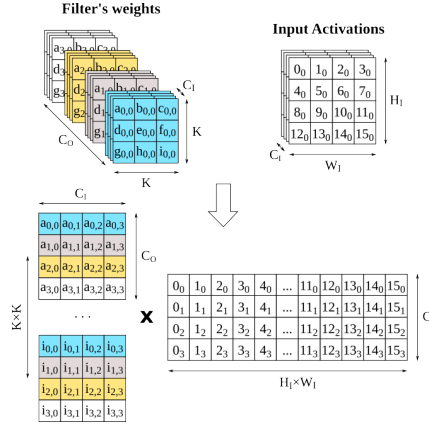 Filter's weights
Input Activations
a3,0 b3,0 c3,0
d3
g3
a2,0 b2,0 c2,0
d2
g2
a1,0 b1,0 c1,0
d1
g1
a0,0 b0,0 c0,0
d0,0 e0,0 f0,0
g0,0 h0,0 i0,0
CI
K
K
CO
00 10 20 30
40 50 60 70
80 90 100 110
120 130 140 150
HI
WI
CI
CI
a0,0 a0,1 a0,2 a0,3
a1,0 a1,1 a1,2 a1,3
a2,0 a2,1 a2,2 a2,3
a3,0 a3,1 a3,2 a3,3
CO
K×K
...
i0,0 i0,1 i0,2 i0,3
i1,0 i1,1 i1,2 i1,3
i2,0 i2,1 i2,2 i2,3
i3,0 i3,1 i3,2 i3,3
x
00 10 20 30 40 ... 110 120 130 140 150
01 11 21 31 41 ... 111 121 131 141 151
02 12 22 32 42 ... 112 122 132 142 152
03 13 23 33 43 ... 113 123 133 143 153
C
HI×WI